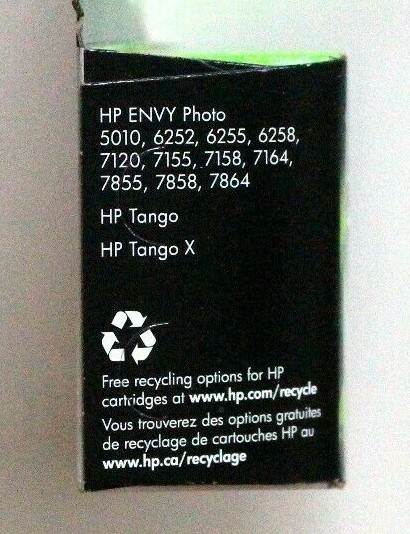 HP ENVY Photo
5010, 6252, 6255, 6258,
7120, 7155, 7158, 7164,
7855, 7858, 7864
HP Tango
HP Tango X
Free recycling options for HP
cartridges at www.hp.com/recycle
Vous trouverez des options gratuites
de recyclage de cartouches HP au
www.hp.ca/recyclage